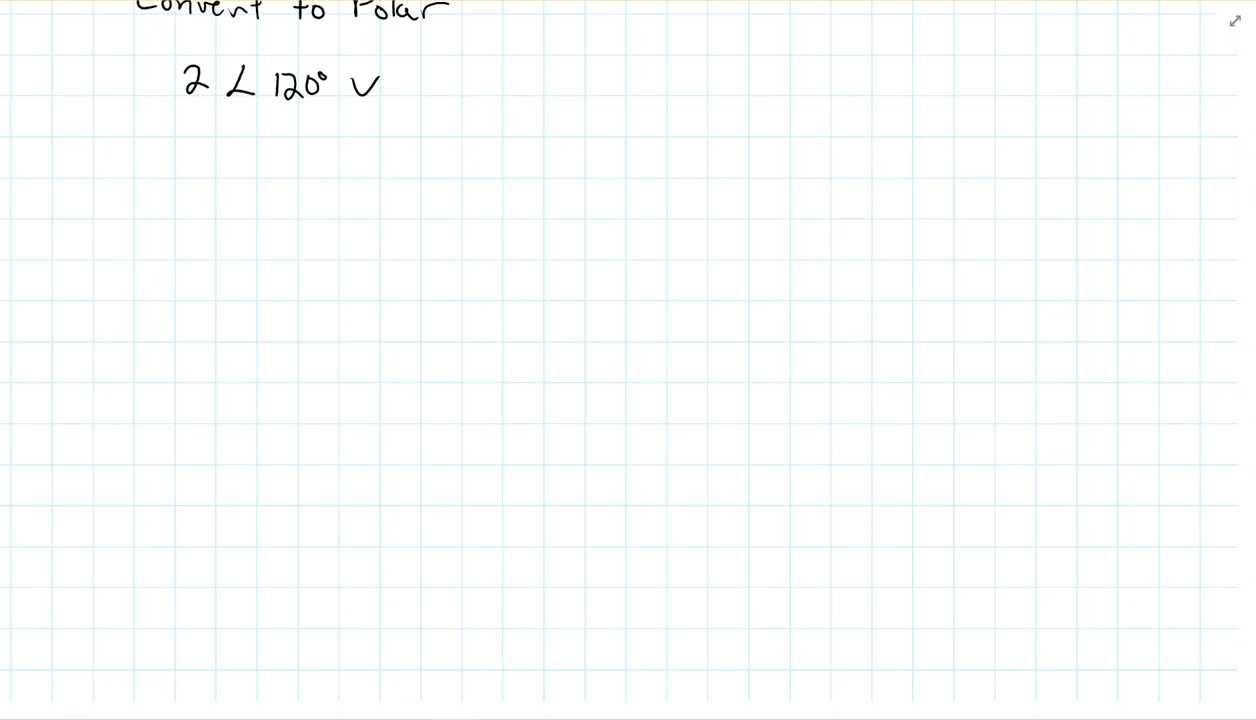 Convert to Polar
2 ∠ 120° V